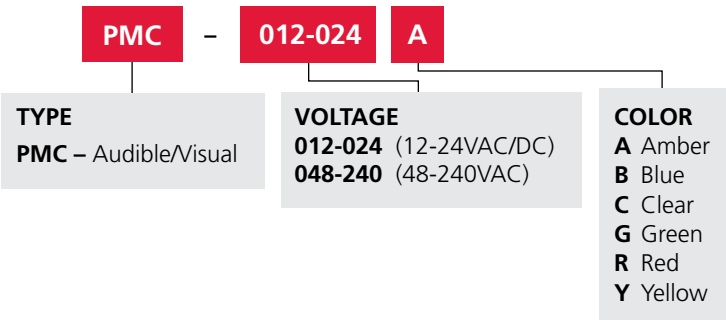 PMC – 012-024 A
TYPE
PMC – Audible/Visual
VOLTAGE
012-024 (12-24VAC/DC)
048-240 (48-240VAC)
COLOR
A Amber
B Blue
C Clear
G Green
R Red
Y Yellow